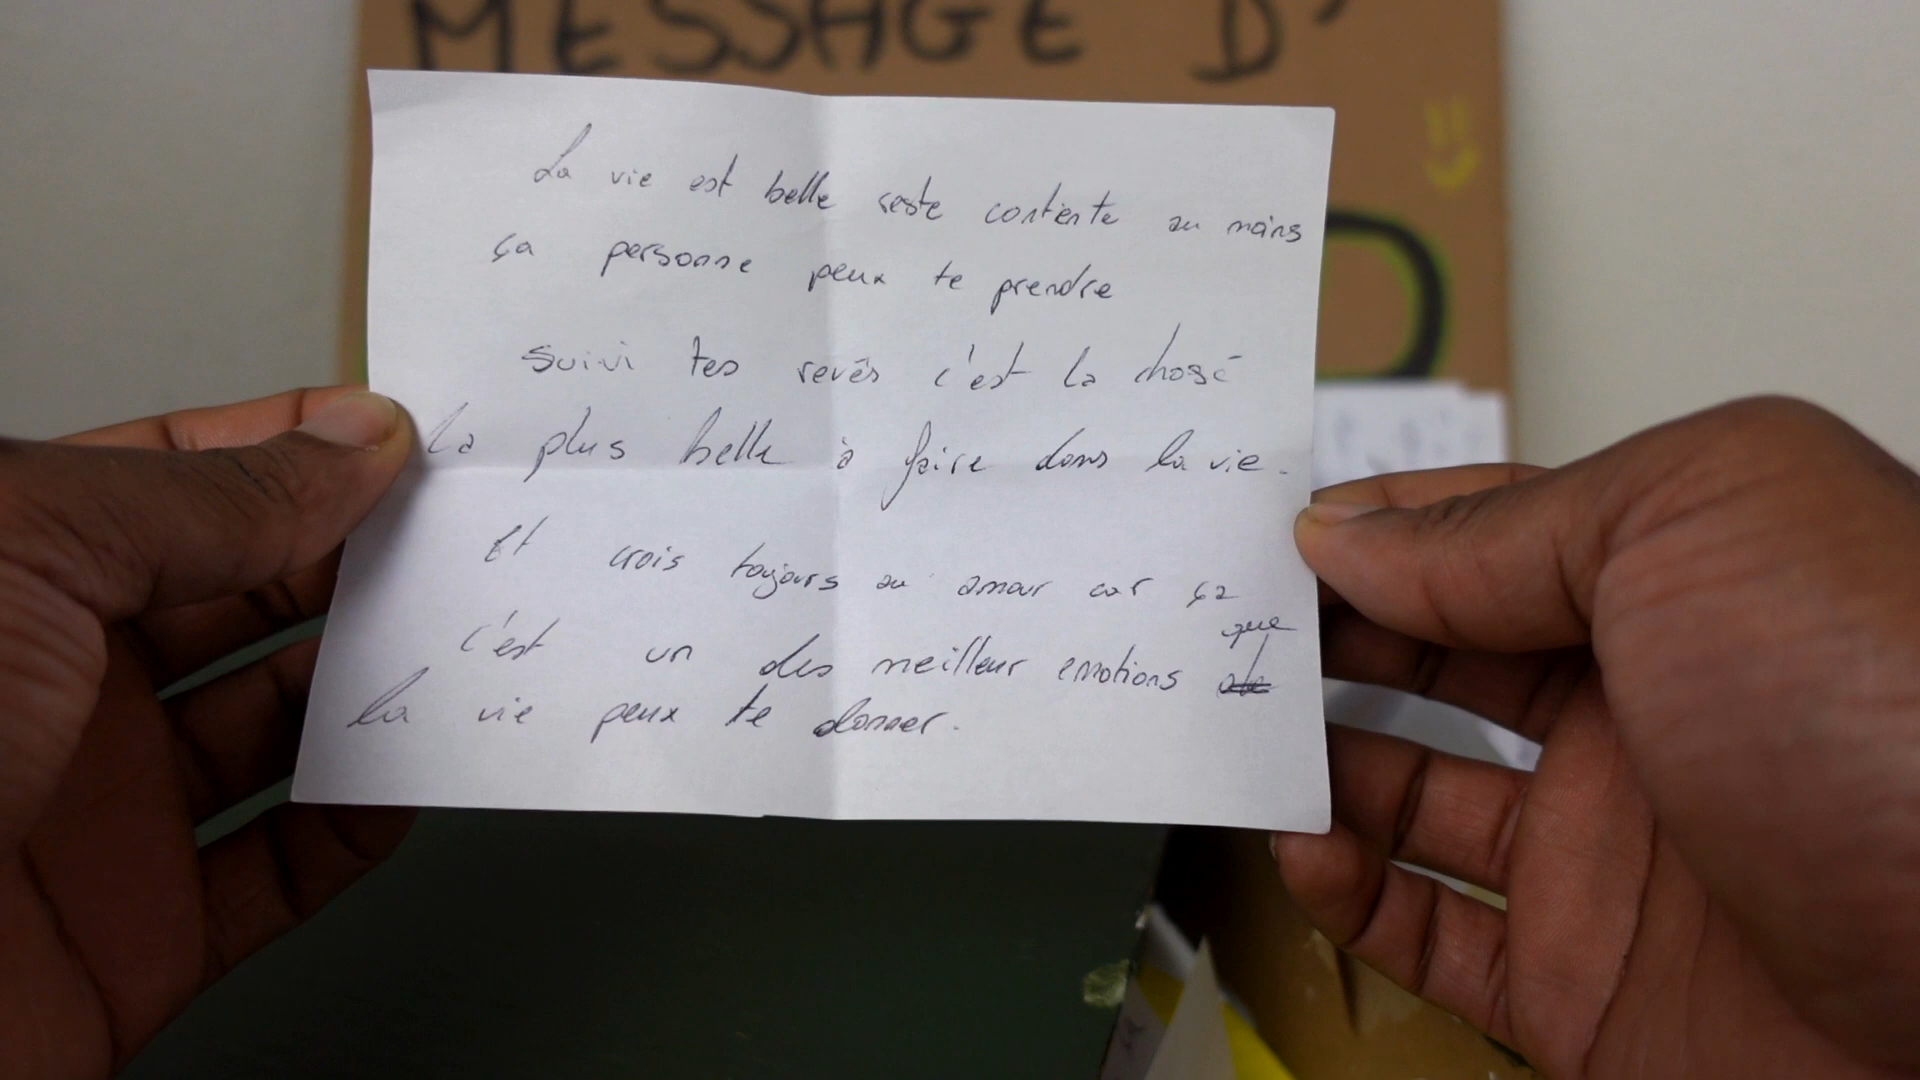 MESSAGE D'
La vie est belle reste contente au moins
ça personne peux te prendre
suivi tes revês c'est la chose
la plus belle à faire dans la vie.
Et crois toujours au amour car ça
c'est un des meilleur emotions que
la vie peux te donner.